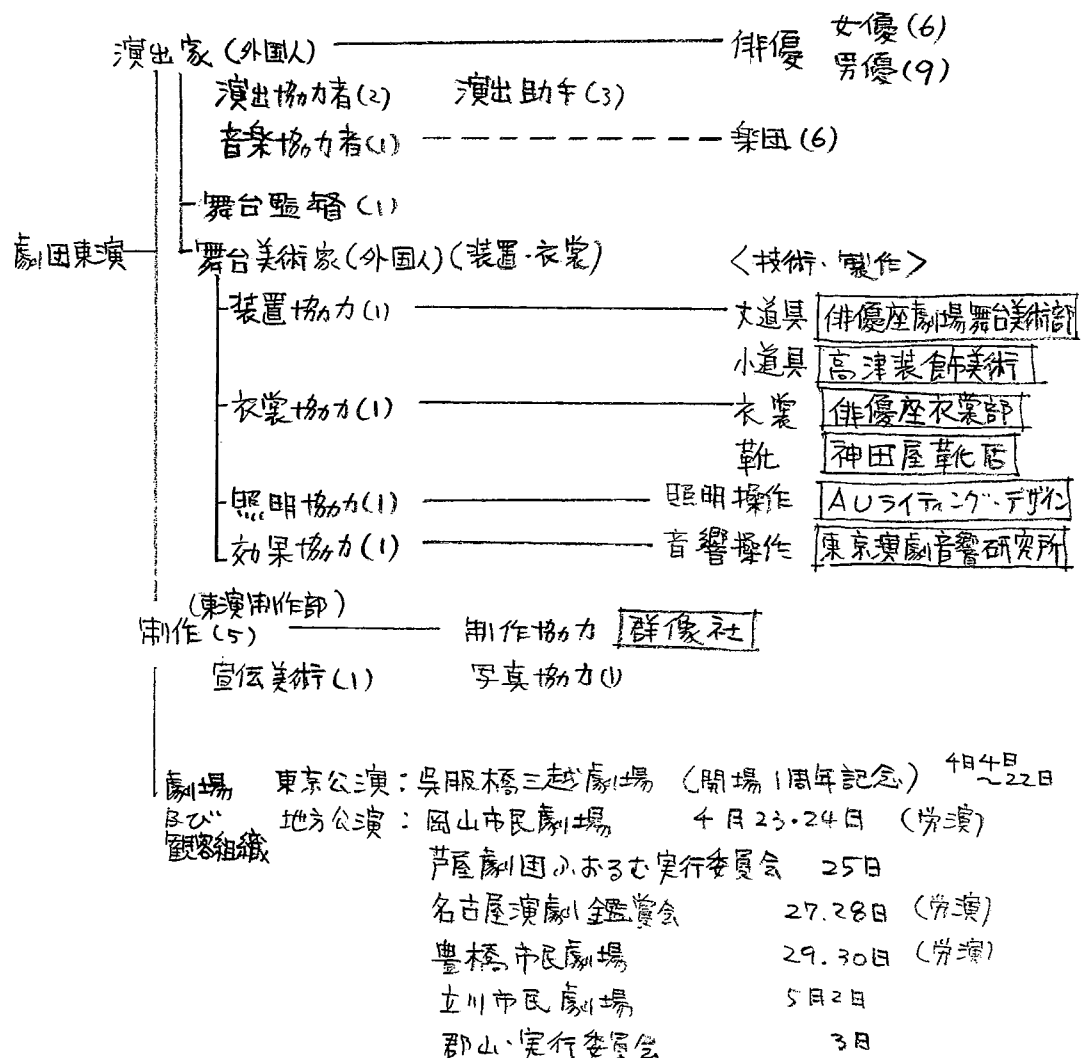 演出家(外国人) 俳優 女優(6)
男優(9)
演出協力者(2) 演出助手(3)
音楽協力者(1) 楽団(6)
舞台監督(1)
劇団東演 舞台美術家(外国人)(装置・衣裳) <技術・製作>
装置協力(1) 大道具 俳優座劇場舞台美術部
小道具 高津装飾美術
衣裳協力(1) 衣裳 俳優座衣裳部
靴 神田屋靴店
照明協力(1) 照明操作 AUライティング・デザイン
効果協力(1) 音響操作 東京演劇音響研究所
(東演制作部)
制作(5) 制作協力 群像社
宣伝美術(1) 写真協力(1)
劇場 東京公演:呉服橋三越劇場 (開場1周年記念) 4月4日〜22日
及び 地方公演:岡山市民劇場 4月23・24日 (労演)
観客組織
芦屋劇団ふおるむ実行委員会 25日
名古屋演劇鑑賞会 27.28日 (労演)
豊橋市民劇場 29.30日 (労演)
立川市民劇場 5月2日
郡山・実行委員会 3日